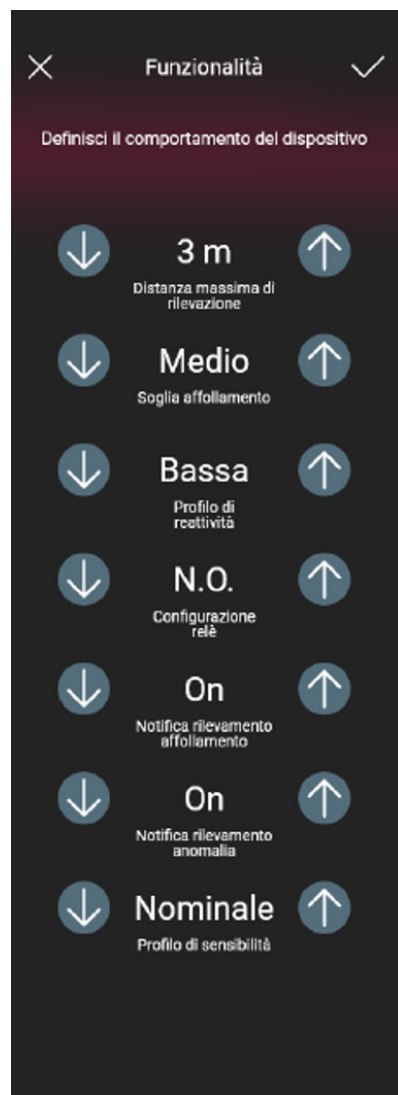 Funzionalità
Definisci il comportamento del dispositivo
3 m
Distanza massima di
rilevazione
Medio
Soglia affollamento
Bassa
Profilo di
reattività
N.O.
Configurazione
relè
On
Notifica rilevamento
affollamento
On
Notifica rilevamento
anomalia
Nominale
Profilo di sensibilità